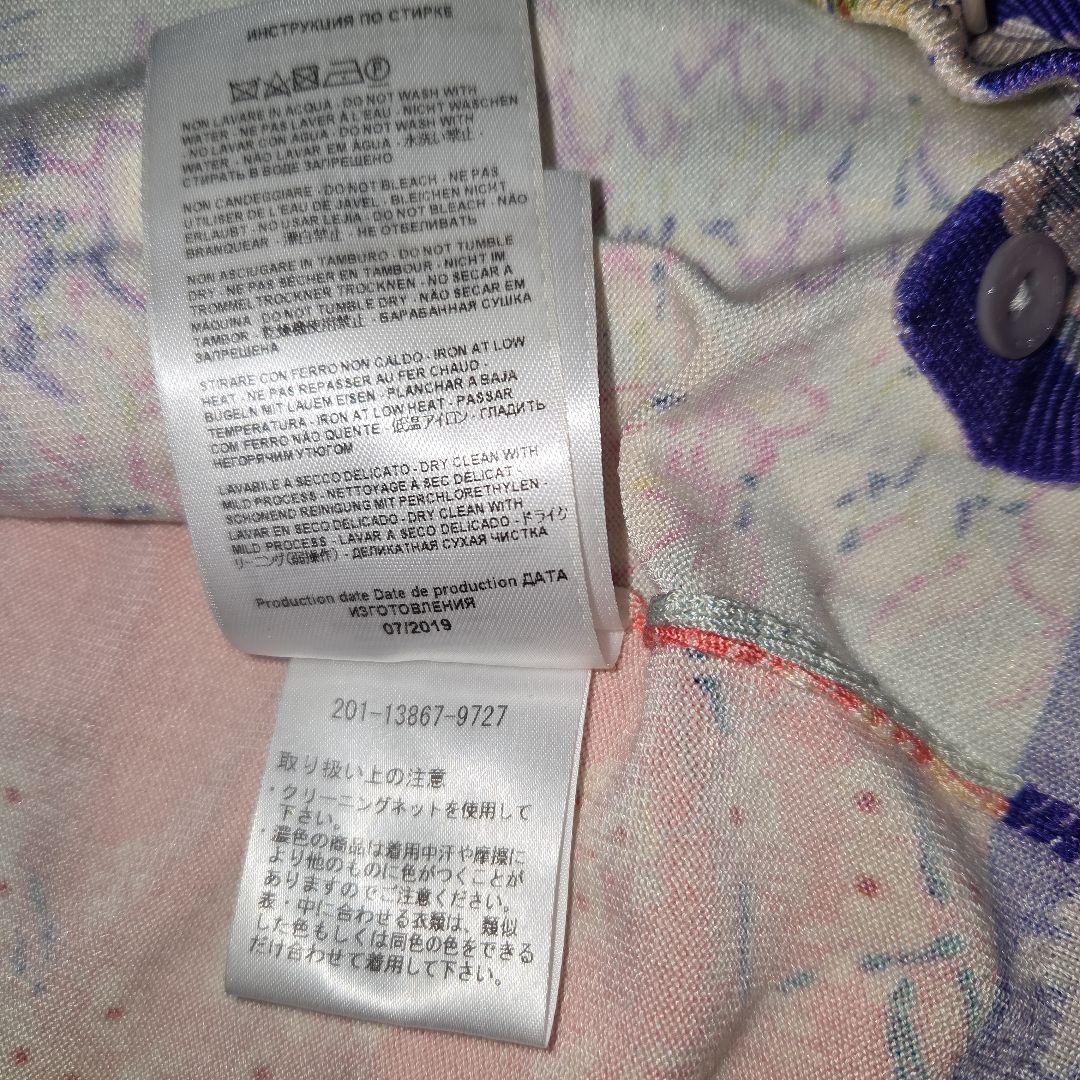 ИНСТРУКЦИЯ ПО СТИРКЕ
NON LAVARE IN ACQUA - DO NOT WASH WITH
WATER - NE PAS LAVER À L'EAU - NICHT WASCHEN
- NO LAVAR CON AGUA - DO NOT WASH WITH
WATER - NÃO LAVAR EM ÁGUA - 水洗い禁止 -
СТИРАТЬ В ВОДЕ ЗАПРЕЩЕНО
NON CANDEGGIARE - DO NOT BLEACH - NE PAS
UTILISER DE L'EAU DE JAVEL - BLEICHEN NICHT
ERLAUBT - NO USAR LEJIA - DO NOT BLEACH - NÃO
BRANQUEAR - 漂白禁止 - НЕ ОТБЕЛИВАТЬ
NON ASCIUGARE IN TAMBURO - DO NOT TUMBLE
DRY - NE PAS SÉCHER EN TAMBOUR - NICHT IM
TROMMEL TROCKNER TROCKNEN - NO SECAR A
MÁQUINA - DO NOT TUMBLE DRY - NÃO SECAR EM
TAMBOR - 乾燥機使用禁止 - БАРАБАННАЯ СУШКА
ЗАПРЕЩЕНА
STIRARE CON FERRO NON CALDO - IRON AT LOW
HEAT - NE PAS REPASSER AU FER CHAUD -
BÜGELN MIT LAUEM EISEN - PLANCHAR A BAJA
TEMPERATURA - IRON AT LOW HEAT - PASSAR
COM FERRO NÃO QUENTE - 低温アイロン - ГЛАДИТЬ
НЕГОРЯЧИМ УТЮГОМ
LAVABILE A SECCO DELICATO - DRY CLEAN WITH
MILD PROCESS - NETTOYAGE À SEC DÉLICAT -
SCHONEND REINIGUNG MIT PERCHLORETHYLEN -
LAVAR EN SECO DELICADO - DRY CLEAN WITH
MILD PROCESS - LAVAR A SECO DELICADO - ドライク
リーニング(弱操作) - ДЕЛИКАТНАЯ СУХАЯ ЧИСТКА
Production date Date de production ДАТА
ИЗГОТОВЛЕНИЯ
07/2019
201-13867-9727
取り扱い上の注意
・クリーニングネットを使用して
下さい。
・濃色の商品は着用中汗や摩擦に
より他のものに色がつくことが
ありますのでご注意ください。
表・中に合わせる衣類は、類似
した色もしくは同色の色をできる
だけ合わせて着用して下さい。